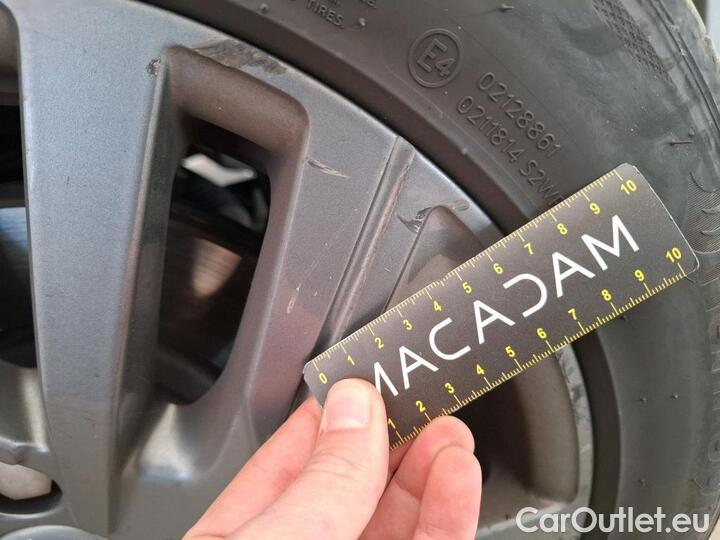 TIRES.
E4
02128861
0211814 S2W
0 1 2 3 4 5 6 7 8 9 10
MACADAM
1 2 3 4 5 6 7 8 9 10
CarOutlet.eu